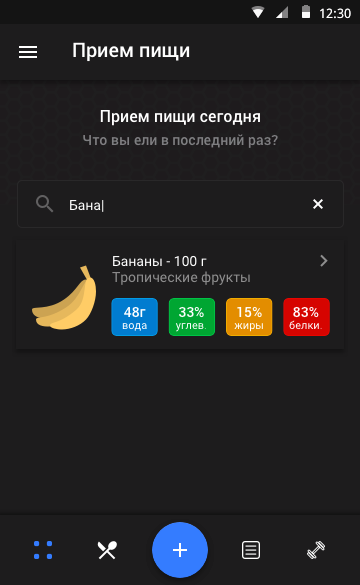 12:30
Прием пищи
Прием пищи сегодня
Что вы ели в последний раз?
Бана
Бананы - 100 г
Тропические фрукты
48г 33% 15% 83%
вода углев. жиры белки.